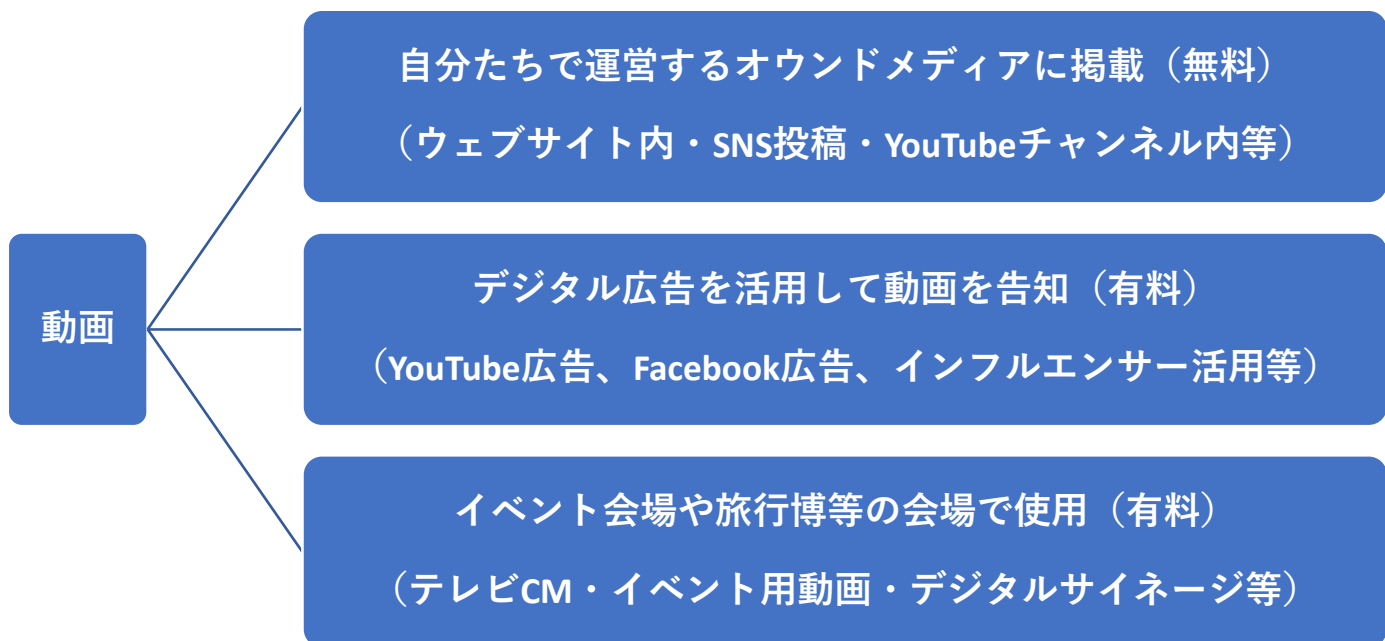 自分たちで運営するオウンドメディアに掲載（無料）
（ウェブサイト内・SNS投稿・YouTubeチャンネル内等）
動画
デジタル広告を活用して動画を告知（有料）
（YouTube広告、Facebook広告、インフルエンサー活用等）
イベント会場や旅行博等の会場で使用（有料）
（テレビCM・イベント用動画・デジタルサイネージ等）